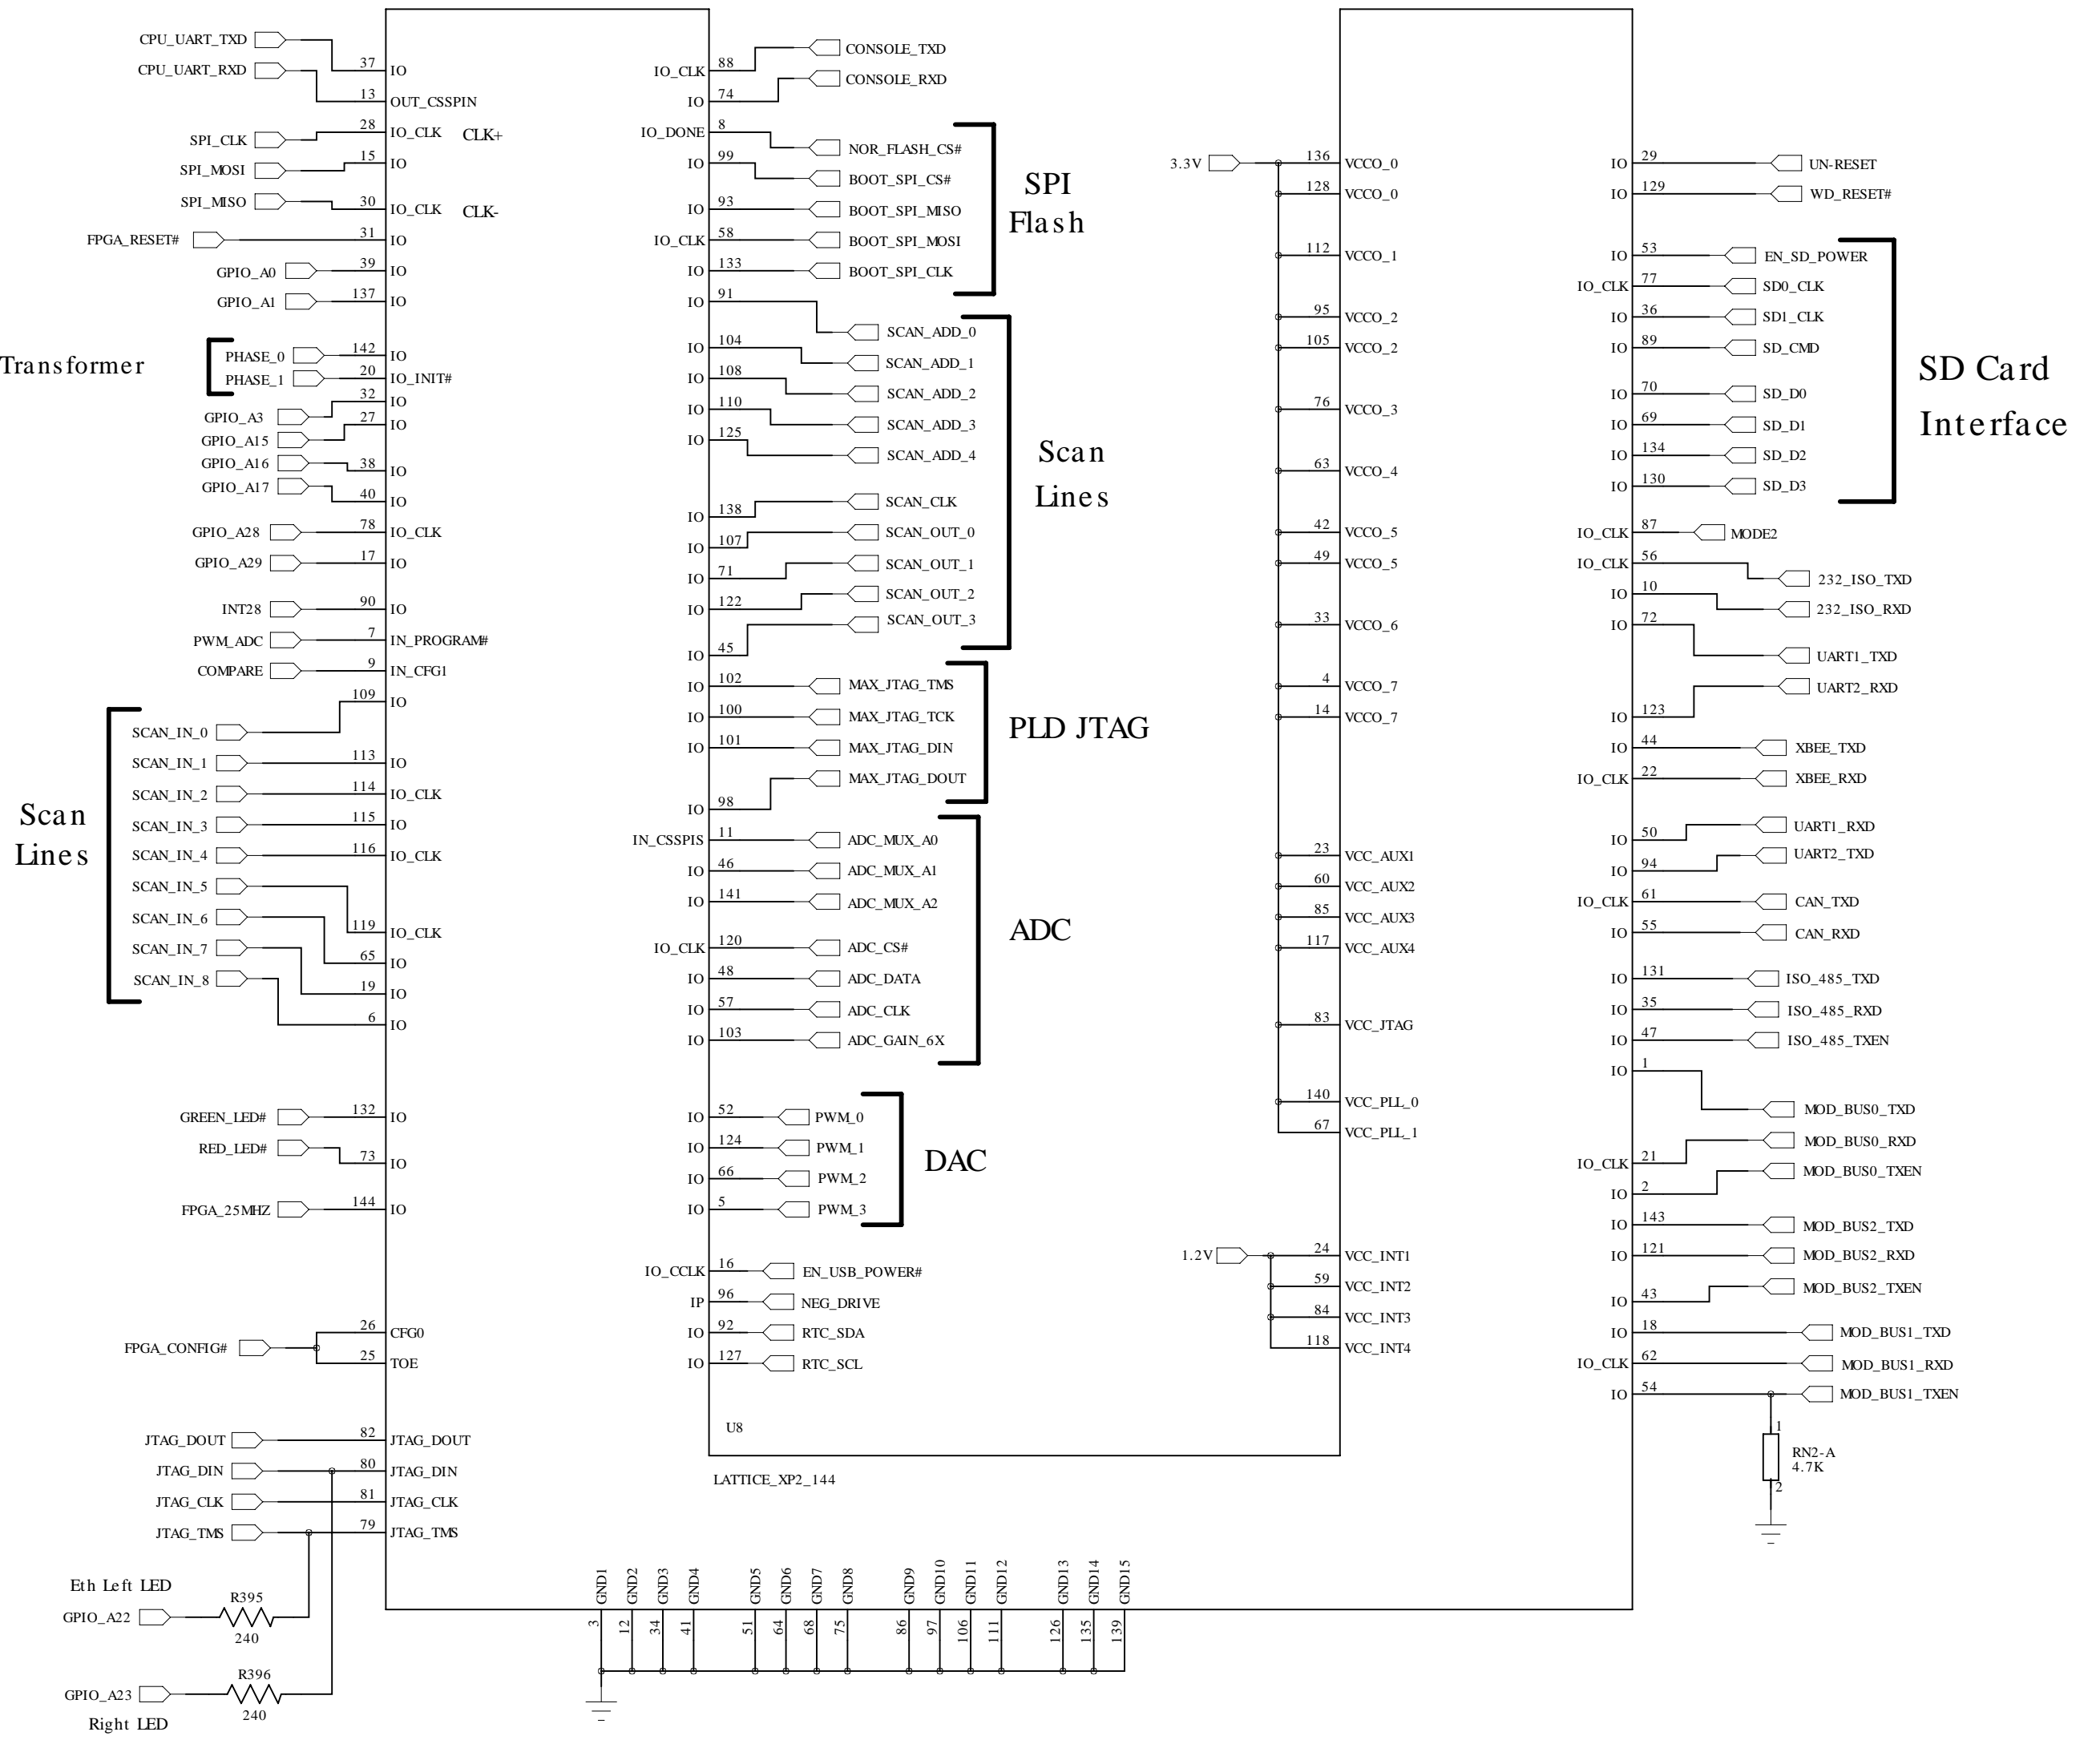 CPU_UART_TXD
37 IO
CPU_UART_RXD
13 OUT_CSSPIN
28 IO_CLK CLK+
SPI_CLK
15 IO
SPI_MOSI
SPI_MISO
30 IO_CLK CLK-
FPGA_RESET# 31 IO
GPIO_A0 39 IO
GPIO_A1 137 IO
Transformer
PHASE_0 142 IO
PHASE_1 20 IO_INIT#
32 IO
GPIO_A3
27 IO
GPIO_A15
GPIO_A16
38 IO
GPIO_A17
40 IO
GPIO_A28 78 IO_CLK
GPIO_A29 17 IO
INT28 90 IO
PWM_ADC 7 IN_PROGRAM#
COMPARE 9 IN_CFG1
109 IO
Scan
Lines
SCAN_IN_0
SCAN_IN_1 113 IO
SCAN_IN_2 114 IO_CLK
SCAN_IN_3 115 IO
SCAN_IN_4 116 IO_CLK
SCAN_IN_5
SCAN_IN_6
119 IO_CLK
SCAN_IN_7
65 IO
SCAN_IN_8
19 IO
6 IO
GREEN_LED# 132 IO
RED_LED#
73 IO
FPGA_25MHZ 144 IO
26 CFG0
FPGA_CONFIG#
25 TOE
JTAG_DOUT 82 JTAG_DOUT
JTAG_DIN 80 JTAG_DIN
JTAG_CLK 81 JTAG_CLK
JTAG_TMS 79 JTAG_TMS
Eth Left LED
R395
GPIO_A22
240
R396
GPIO_A23
240
Right LED
CONSOLE_TXD
IO_CLK 88
CONSOLE_RXD
IO 74
IO_DONE 8
NOR_FLASH_CS#
IO 99
BOOT_SPI_CS#
IO 93 BOOT_SPI_MISO
IO_CLK 58 BOOT_SPI_MOSI
IO 133 BOOT_SPI_CLK
SPI
Flash
IO 91
SCAN_ADD_0
IO 104
SCAN_ADD_1
IO 108
SCAN_ADD_2
IO 110
SCAN_ADD_3
IO 125
SCAN_ADD_4
SCAN_CLK
IO 138
SCAN_OUT_0
IO 107
SCAN_OUT_1
IO 71
SCAN_OUT_2
IO 122
SCAN_OUT_3
IO 45
Scan
Lines
IO 102 MAX_JTAG_TMS
IO 100 MAX_JTAG_TCK
IO 101 MAX_JTAG_DIN
MAX_JTAG_DOUT
IO 98
PLD JTAG
IN_CSSPIS 11 ADC_MUX_A0
IO 46 ADC_MUX_A1
IO 141 ADC_MUX_A2
IO_CLK 120 ADC_CS#
IO 48 ADC_DATA
IO 57 ADC_CLK
IO 103 ADC_GAIN_6X
ADC
IO 52 PWM_0
IO 124 PWM_1
IO 66 PWM_2
IO 5 PWM_3
DAC
IO_CCLK 16 EN_USB_POWER#
IP 96 NEG_DRIVE
IO 92 RTC_SDA
IO 127 RTC_SCL
U8
LATTICE_XP2_144
GND1 GND2 GND3 GND4 GND5 GND6 GND7 GND8 GND9 GND10 GND11 GND12 GND13 GND14 GND15
3 12 34 41 51 64 68 75 86 97 106 111 126 135 139
3.3V 136 VCCO_0
128 VCCO_0
112 VCCO_1
95 VCCO_2
105 VCCO_2
76 VCCO_3
63 VCCO_4
42 VCCO_5
49 VCCO_5
33 VCCO_6
4 VCCO_7
14 VCCO_7
23 VCC_AUX1
60 VCC_AUX2
85 VCC_AUX3
117 VCC_AUX4
83 VCC_JTAG
140 VCC_PLL_0
67 VCC_PLL_1
1.2V 24 VCC_INT1
59 VCC_INT2
84 VCC_INT3
118 VCC_INT4
IO 29 UN-RESET
IO 129 WD_RESET#
IO 53 EN_SD_POWER
IO_CLK 77 SD0_CLK
IO 36 SD1_CLK
IO 89 SD_CMD
IO 70 SD_D0
IO 69 SD_D1
IO 134 SD_D2
IO 130 SD_D3
SD Card
Interface
IO_CLK 87 MODE2
IO_CLK 56
232_ISO_TXD
IO 10
232_ISO_RXD
IO 72
UART1_TXD
UART2_RXD
IO 123
IO 44 XBEE_TXD
IO_CLK 22 XBEE_RXD
UART1_RXD
IO 50
UART2_TXD
IO 94
IO_CLK 61 CAN_TXD
IO 55 CAN_RXD
IO 131 ISO_485_TXD
IO 35 ISO_485_RXD
IO 47 ISO_485_TXEN
IO 1
MOD_BUS0_TXD
MOD_BUS0_RXD
IO_CLK 21
MOD_BUS0_TXEN
IO 2
IO 143 MOD_BUS2_TXD
IO 121 MOD_BUS2_RXD
MOD_BUS2_TXEN
IO 43
IO 18 MOD_BUS1_TXD
IO_CLK 62 MOD_BUS1_RXD
IO 54 MOD_BUS1_TXEN
1
RN2-A
4.7K
2